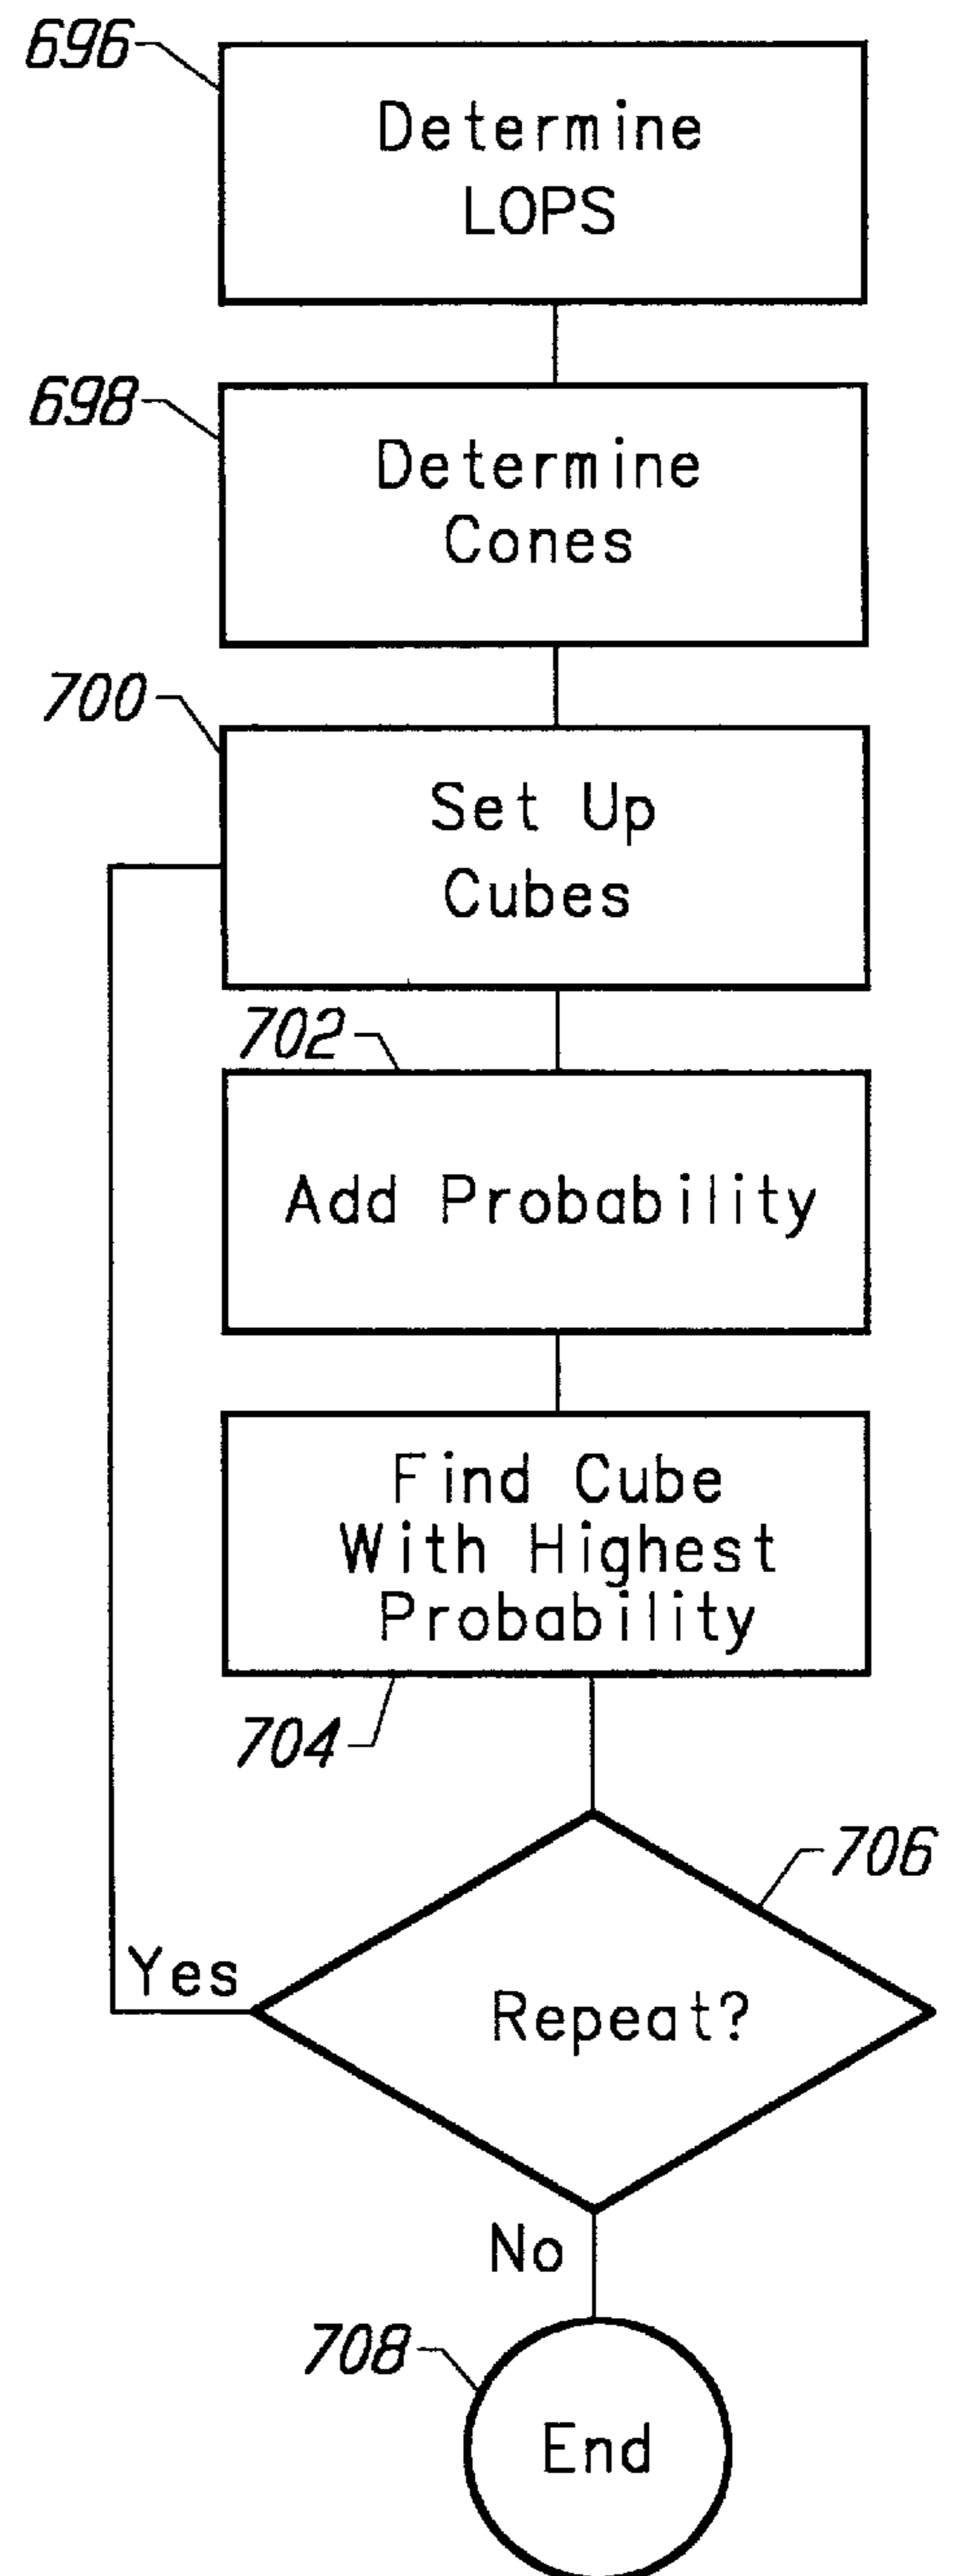 696
Determine
LOPS
698
Determine
Cones
700
Set Up
Cubes
702
Add Probability
Find Cube
With Highest
Probability
704
706
Yes
Repeat?
No
708
End